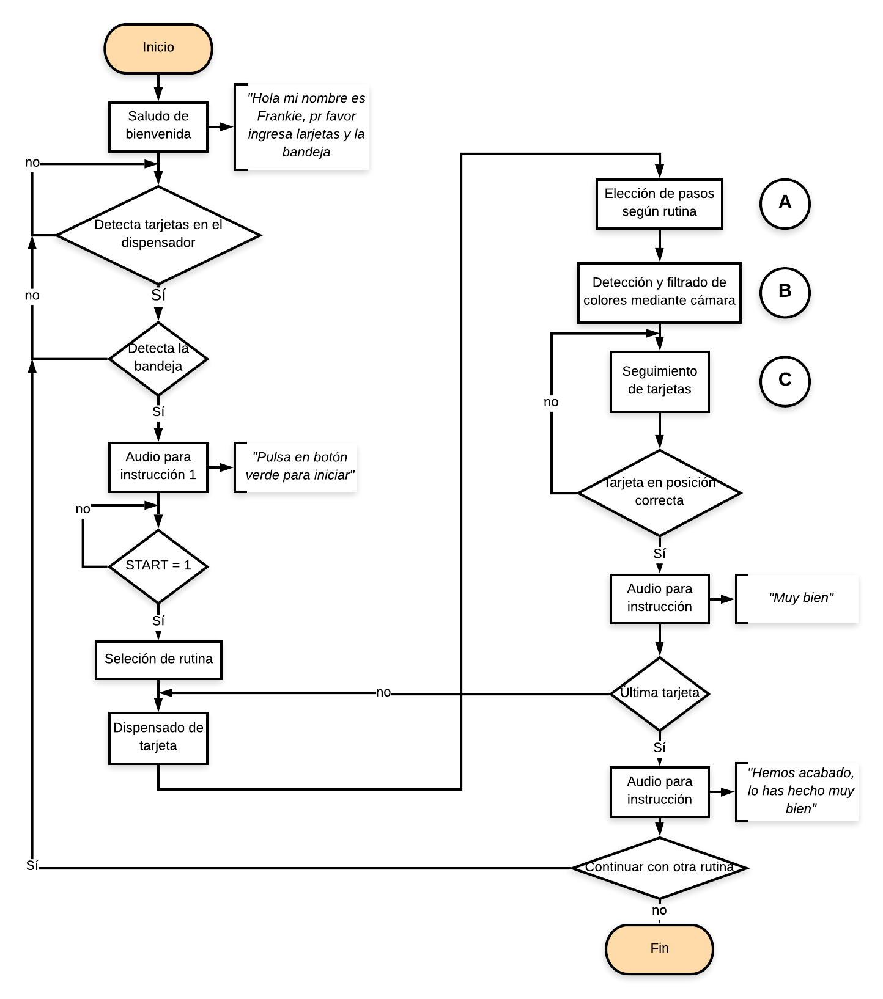 Inicio
Saludo de
bienvenida
"Hola mi nombre es
Frankie, pr favor
ingresa larjetas y la
bandeja
no
Detecta tarjetas en el
dispensador
Sí
no
Detecta la
bandeja
Sí
Audio para
instrucción 1
"Pulsa en botón
verde para iniciar"
no
START = 1
Sí
Seleción de rutina
Dispensado de
tarjeta
Elección de pasos
según rutina
A
Detección y filtrado de
colores mediante cámara
B
Seguimiento
de tarjetas
C
no
Tarjeta en posición
correcta
Sí
Audio para
instrucción
"Muy bien"
Última tarjeta
no
Sí
Audio para
instrucción
"Hemos acabado,
lo has hecho muy
bien"
Continuar con otra rutina
Sí
no
Fin